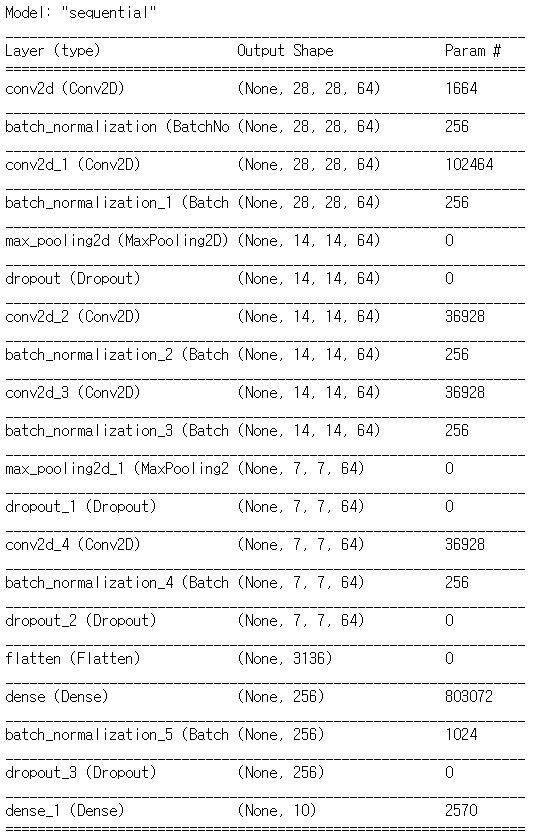 Model: "sequential"
Layer (type) Output Shape Param #
conv2d (Conv2D) (None, 28, 28, 64) 1664
batch_normalization (BatchNo (None, 28, 28, 64) 256
conv2d_1 (Conv2D) (None, 28, 28, 64) 102464
batch_normalization_1 (Batch (None, 28, 28, 64) 256
max_pooling2d (MaxPooling2D) (None, 14, 14, 64) 0
dropout (Dropout) (None, 14, 14, 64) 0
conv2d_2 (Conv2D) (None, 14, 14, 64) 36928
batch_normalization_2 (Batch (None, 14, 14, 64) 256
conv2d_3 (Conv2D) (None, 14, 14, 64) 36928
batch_normalization_3 (Batch (None, 14, 14, 64) 256
max_pooling2d_1 (MaxPooling2 (None, 7, 7, 64) 0
dropout_1 (Dropout) (None, 7, 7, 64) 0
conv2d_4 (Conv2D) (None, 7, 7, 64) 36928
batch_normalization_4 (Batch (None, 7, 7, 64) 256
dropout_2 (Dropout) (None, 7, 7, 64) 0
flatten (Flatten) (None, 3136) 0
dense (Dense) (None, 256) 803072
batch_normalization_5 (Batch (None, 256) 1024
dropout_3 (Dropout) (None, 256) 0
dense_1 (Dense) (None, 10) 2570